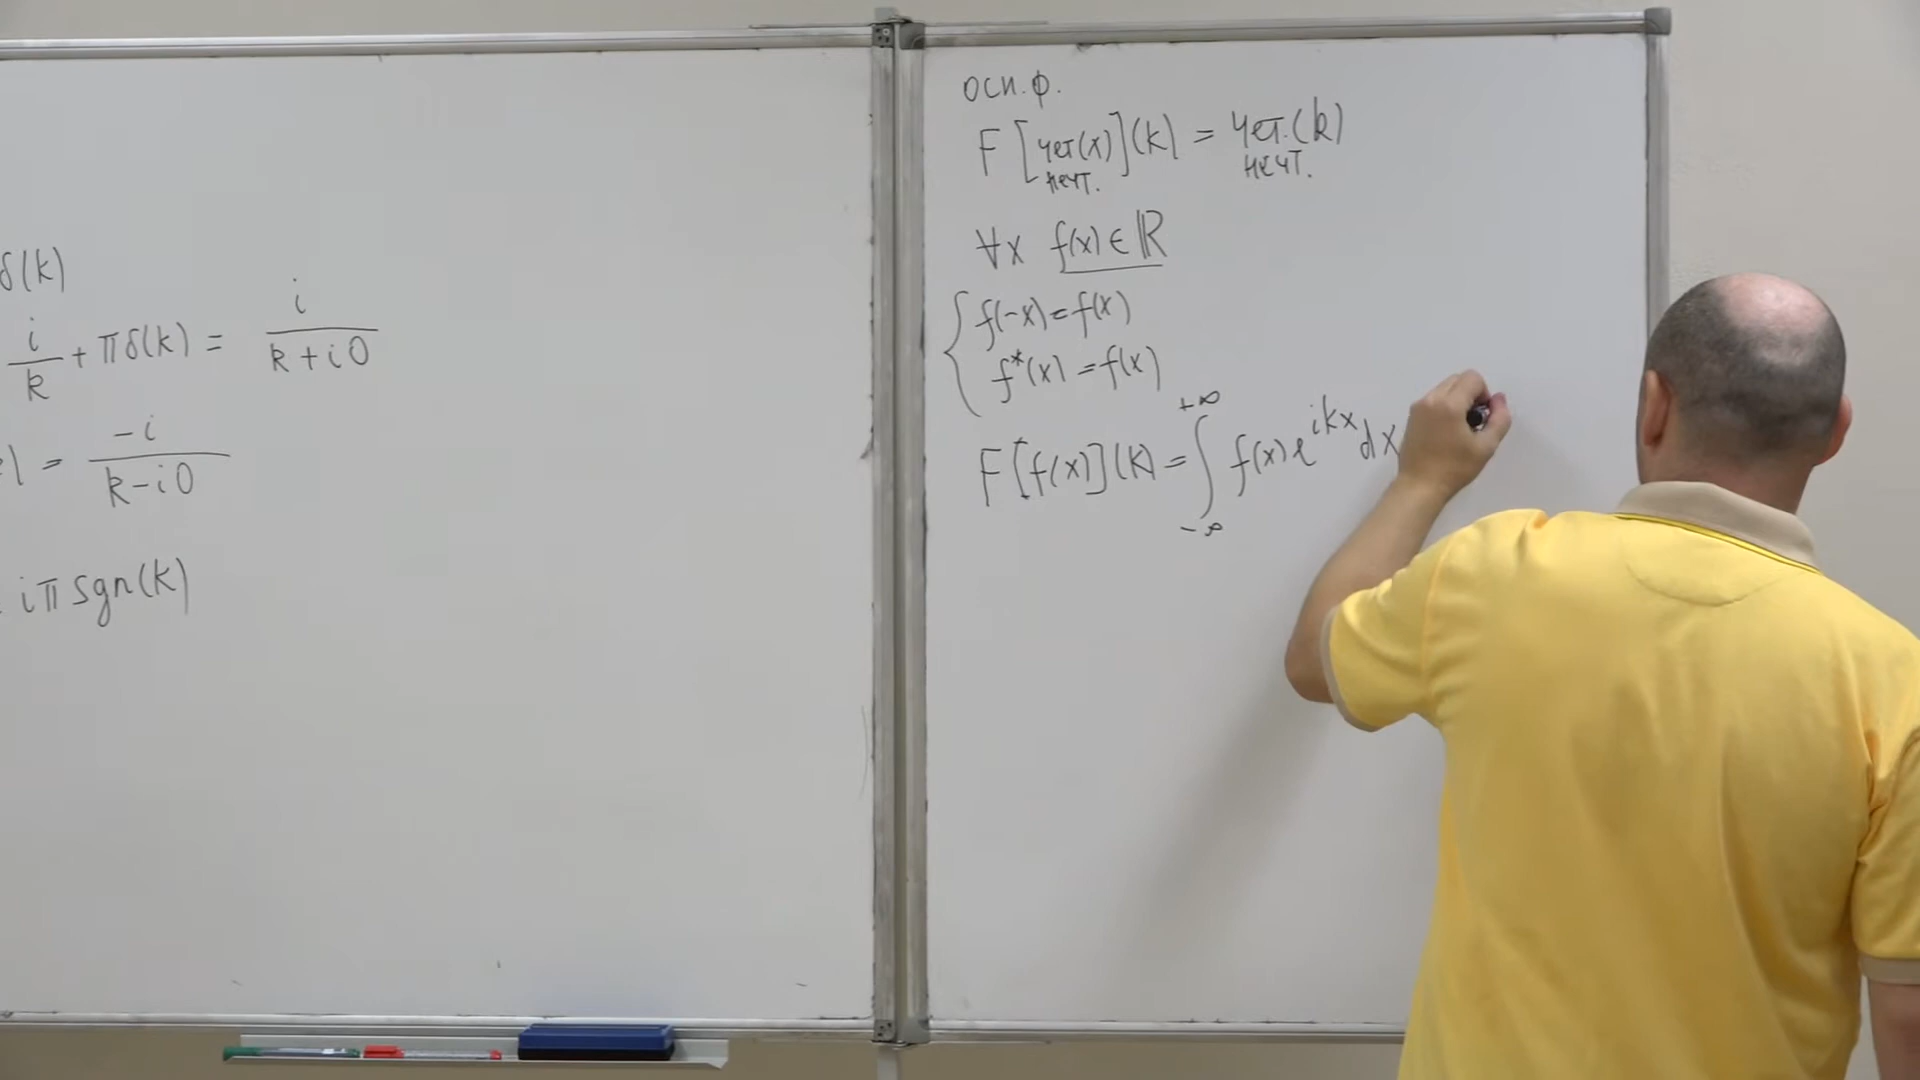 δ(k)
i/k + πδ(k) = i/(k + i0)
= -i/(k - i0)
iπ sgn(k)
осн. ф.
F [чет(x)](k) = чет.(k)
нечт. нечт.
∀x f(x) ∈ ℝ
{ f(-x) = f(x)
f*(x) = f(x)
F[f(x)](k) = ∫_{-∞}^{+∞} f(x) e^{ikx} dx